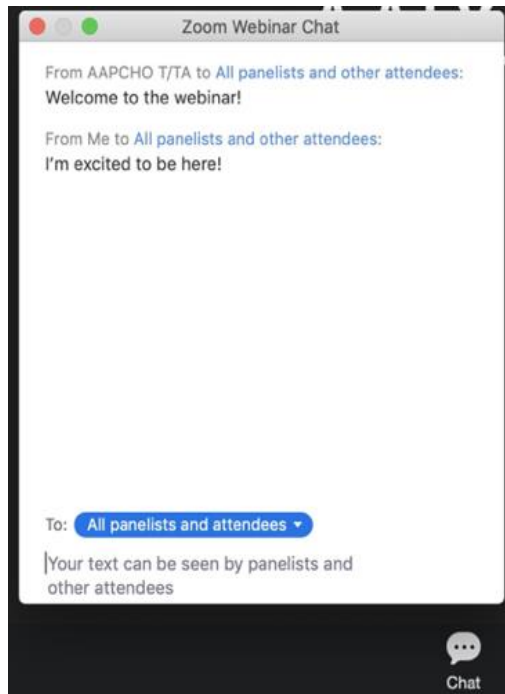 Zoom Webinar Chat
From AAPCHO T/TA to All panelists and other attendees:
Welcome to the webinar!
From Me to All panelists and other attendees:
I'm excited to be here!
To: All panelists and attendees
Your text can be seen by panelists and
other attendees
Chat